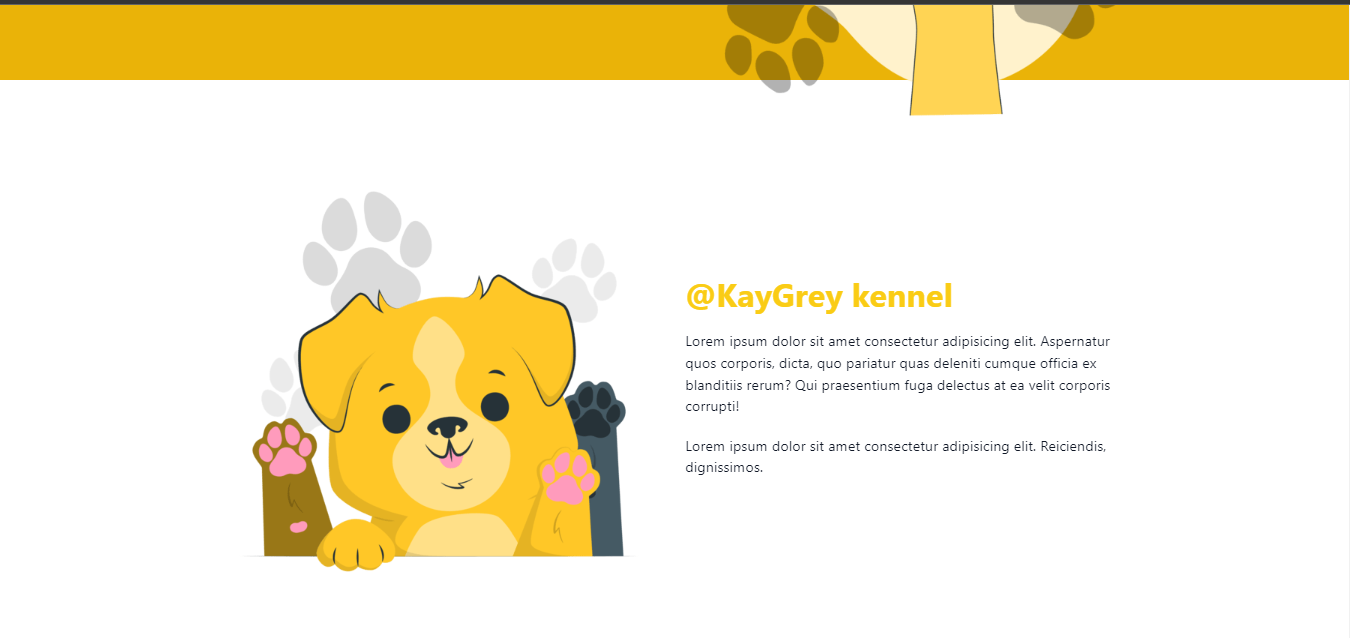 @KayGrey kennel
Lorem ipsum dolor sit amet consectetur adipisicing elit. Aspernatur
quos corporis, dicta, quo pariatur quas deleniti cumque officia ex
blanditiis rerum? Qui praesentium fuga delectus at ea velit corporis
corrupti!
Lorem ipsum dolor sit amet consectetur adipisicing elit. Reiciendis,
dignissimos.